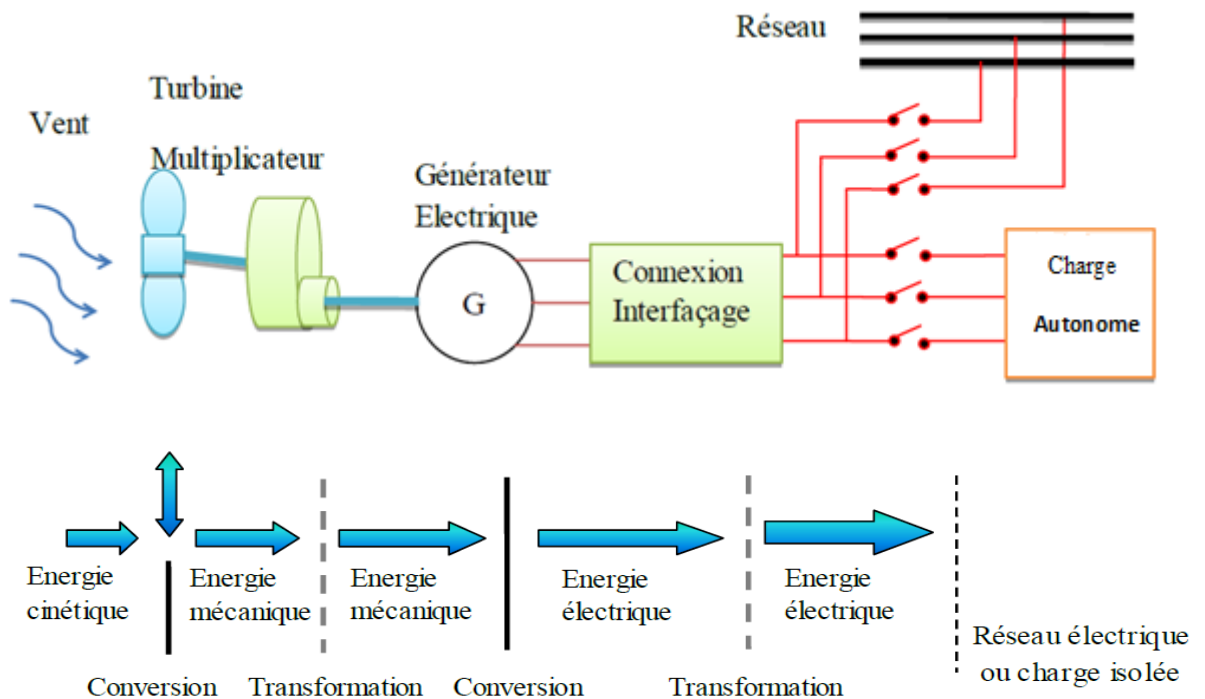 Réseau
Turbine
Vent
Multiplicateur
Générateur
Electrique
G
Connexion
Interfaçage
Charge
Autonome
Energie
cinétique
Energie
mécanique
Energie
mécanique
Energie
électrique
Energie
électrique
Réseau électrique
ou charge isolée
Conversion
Transformation
Conversion
Transformation